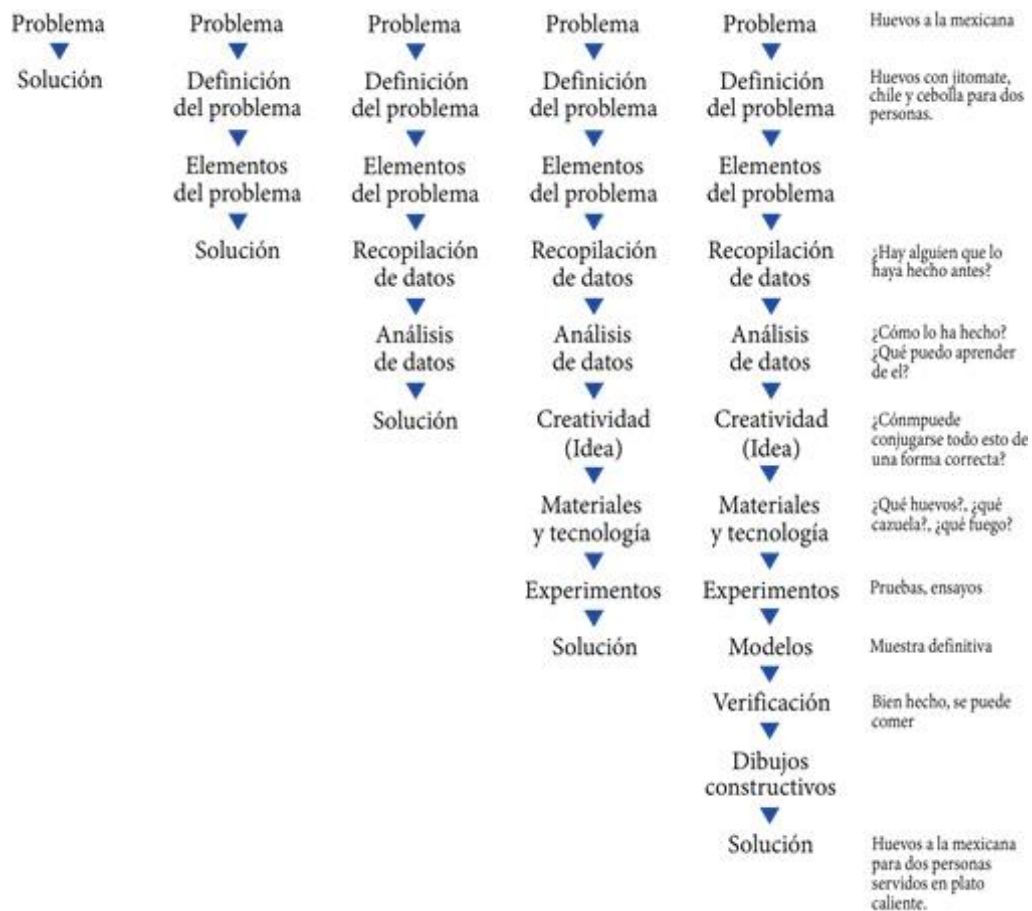 Problema
Solución
Problema
Definición
del problema
Elementos
del problema
Solución
Problema
Definición
del problema
Elementos
del problema
Recopilación
de datos
Análisis
de datos
Solución
Problema
Definición
del problema
Elementos
del problema
Recopilación
de datos
Análisis
de datos
Creatividad
(Idea)
Materiales
y tecnología
Experimentos
Solución
Problema
Definición
del problema
Elementos
del problema
Recopilación
de datos
Análisis
de datos
Creatividad
(Idea)
Materiales
y tecnología
Experimentos
Modelos
Verificación
Dibujos
constructivos
Solución
Huevos a la mexicana
Huevos con jitomate,
chile y cebolla para dos
personas.
¿Hay alguien que lo
haya hecho antes?
¿Cómo lo ha hecho?
¿Qué puedo aprender
de el?
¿Cónmpuede
conjugarse todo esto de
una forma correcta?
¿Qué huevos?, ¿qué
cazuela?, ¿qué fuego?
Pruebas, ensayos
Muestra definitiva
Bien hecho, se puede
comer
Huevos a la mexicana
para dos personas
servidos en plato
caliente.